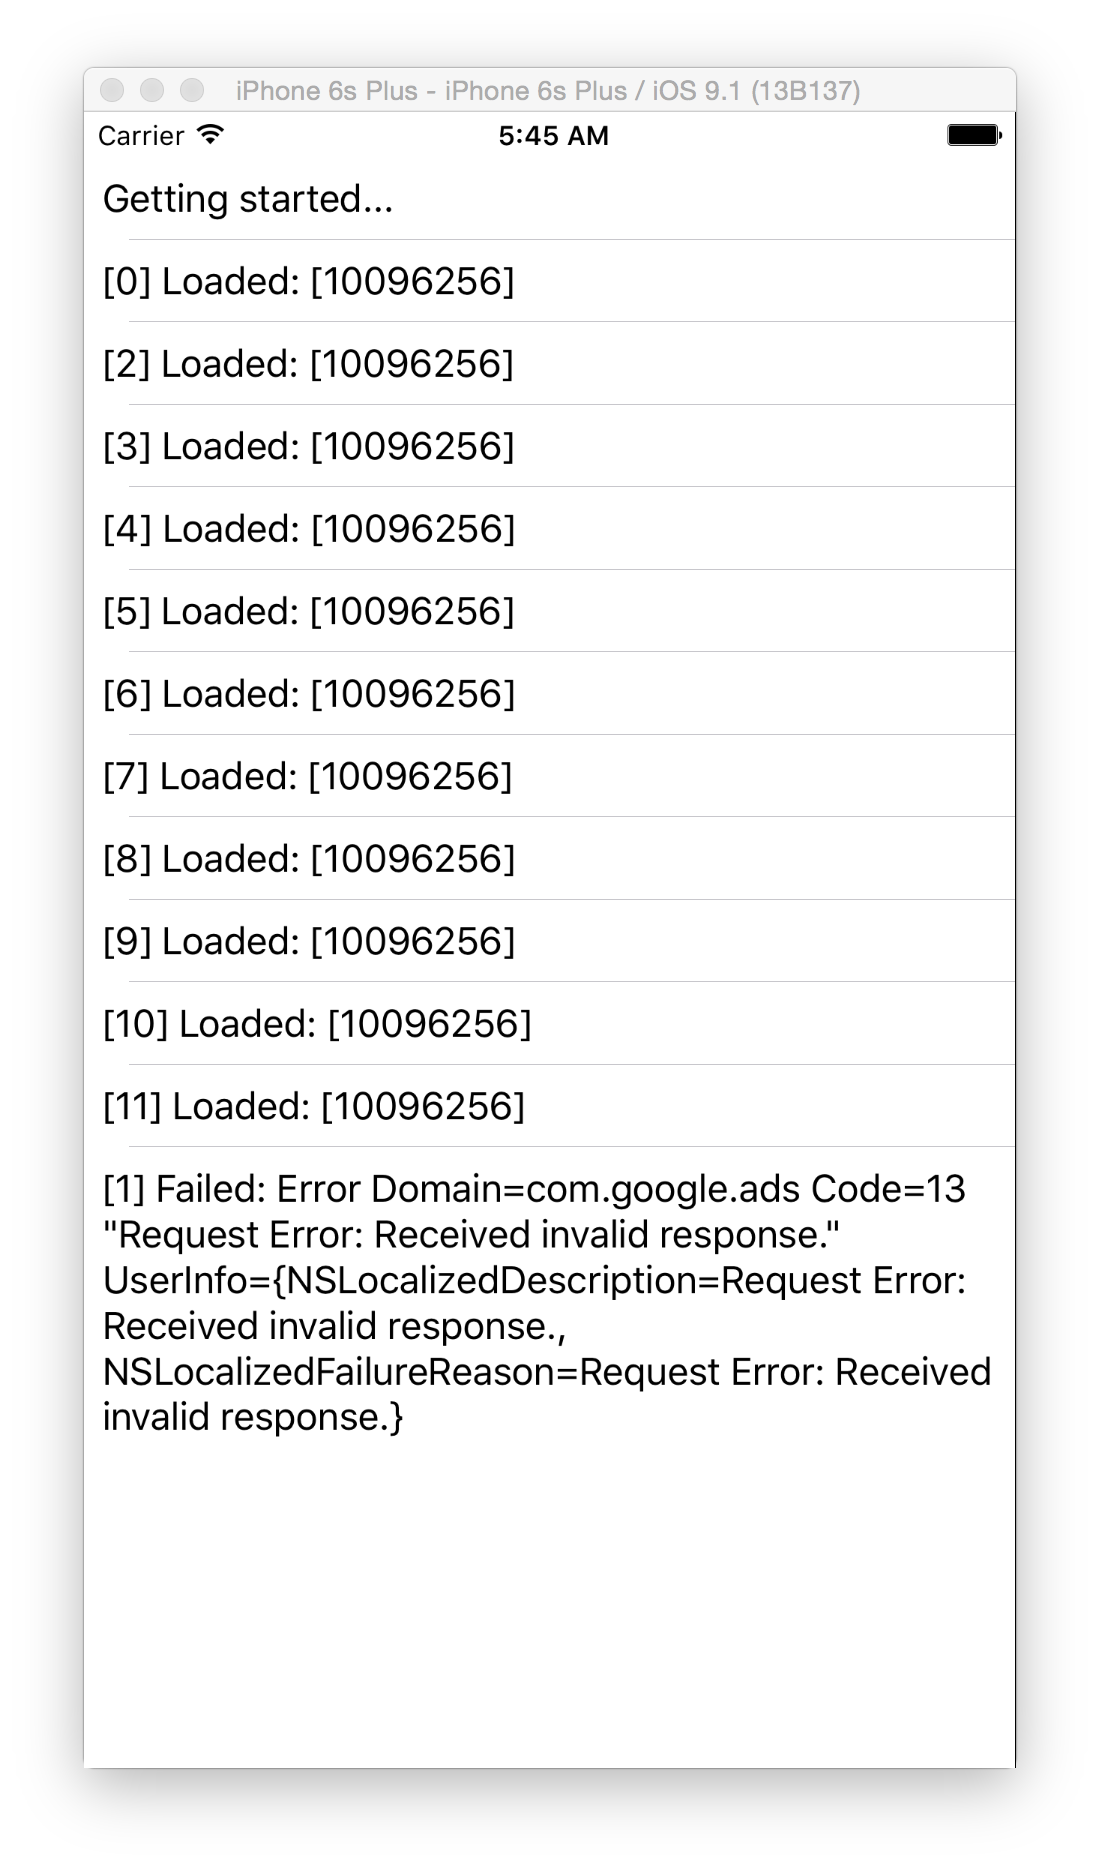 iPhone 6s Plus - iPhone 6s Plus / iOS 9.1 (13B137)
Carrier 5:45 AM
Getting started...
[0] Loaded: [10096256]
[2] Loaded: [10096256]
[3] Loaded: [10096256]
[4] Loaded: [10096256]
[5] Loaded: [10096256]
[6] Loaded: [10096256]
[7] Loaded: [10096256]
[8] Loaded: [10096256]
[9] Loaded: [10096256]
[10] Loaded: [10096256]
[11] Loaded: [10096256]
[1] Failed: Error Domain=com.google.ads Code=13
"Request Error: Received invalid response."
UserInfo={NSLocalizedDescription=Request Error:
Received invalid response.,
NSLocalizedFailureReason=Request Error: Received
invalid response.}